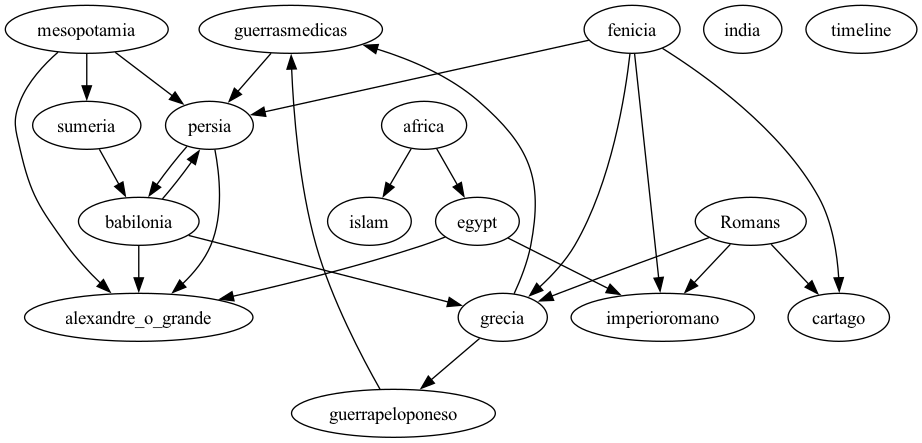 mesopotamia
guerrasmedicas
fenicia
india
timeline
sumeria
persia
africa
babilonia
islam
egypt
Romans
alexandre_o_grande
grecia
imperioromano
cartago
guerrapeloponeso